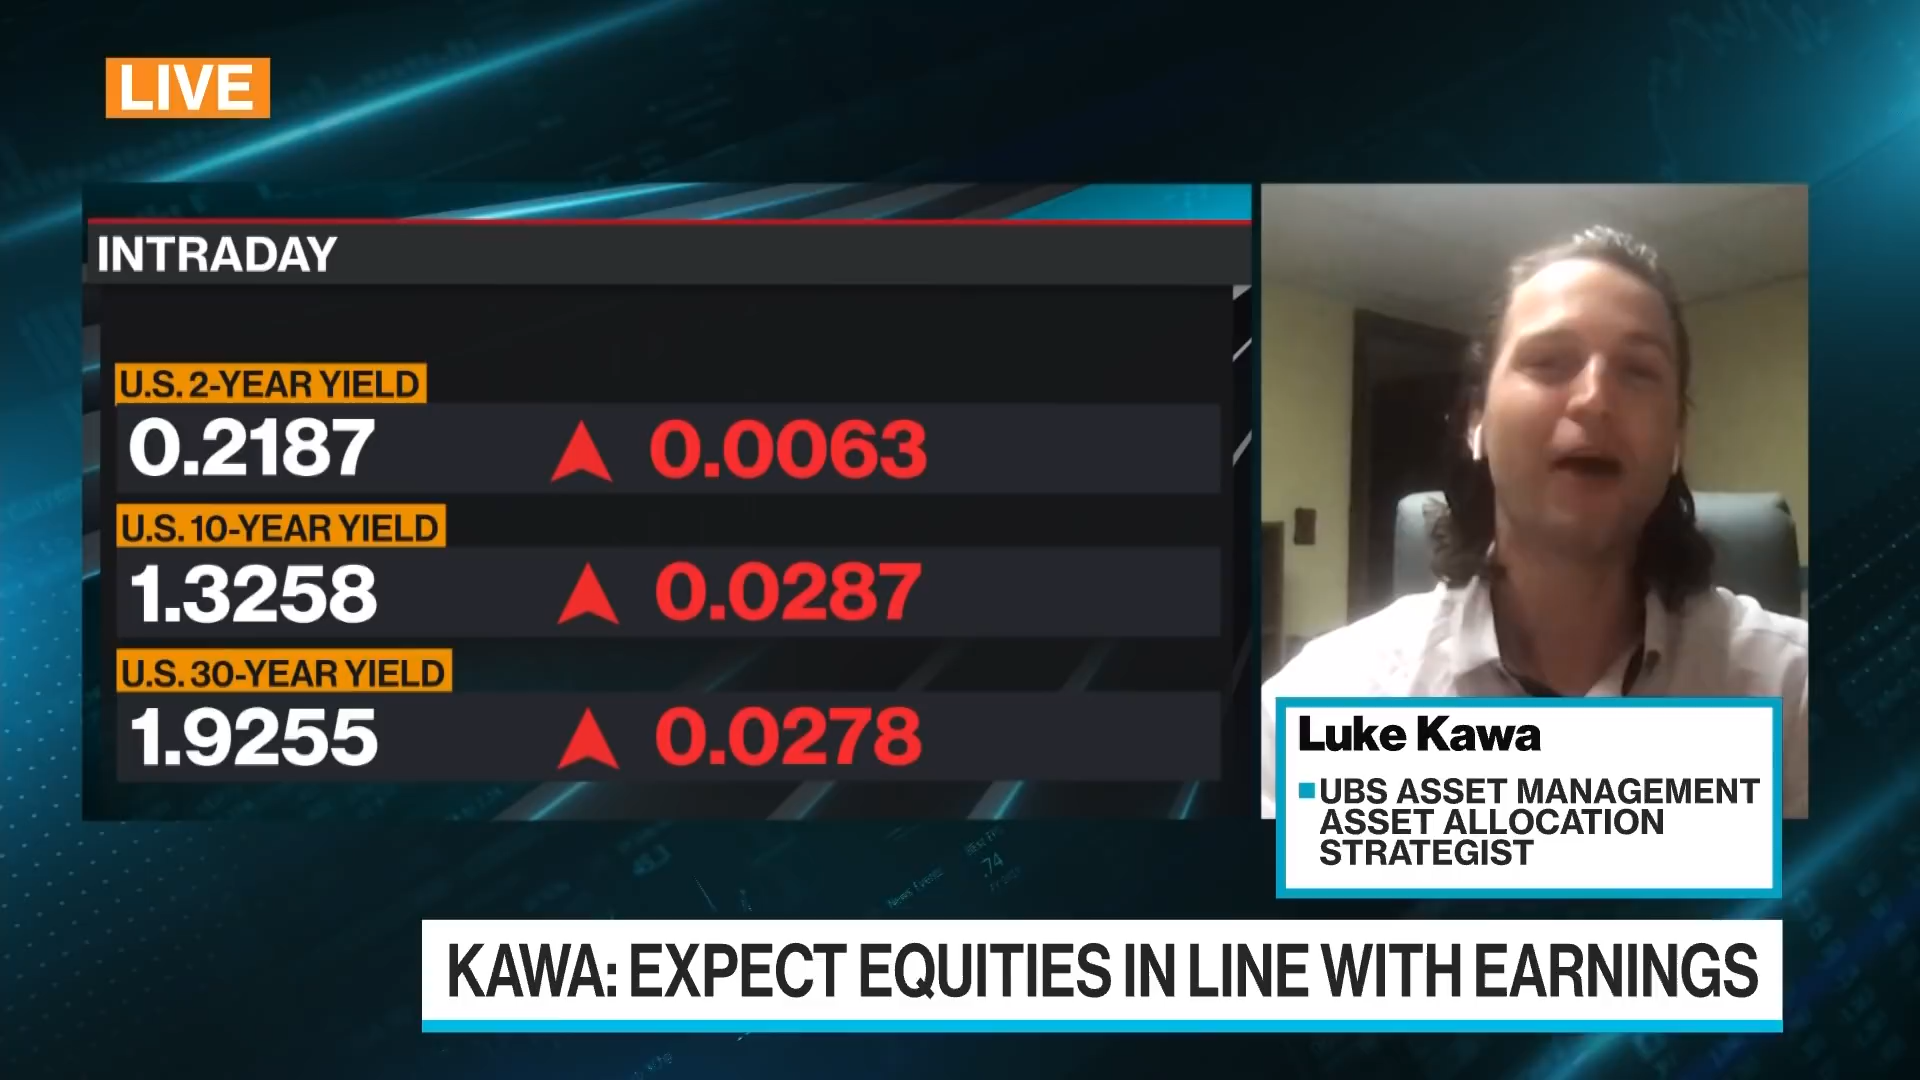 LIVE
INTRADAY
U.S. 2-YEAR YIELD
0.2187 ▲ 0.0063
U.S. 10-YEAR YIELD
1.3258 ▲ 0.0287
U.S. 30-YEAR YIELD
1.9255 ▲ 0.0278
Luke Kawa
UBS ASSET MANAGEMENT
ASSET ALLOCATION
STRATEGIST
.74
KAWA: EXPECT EQUITIES IN LINE WITH EARNINGS